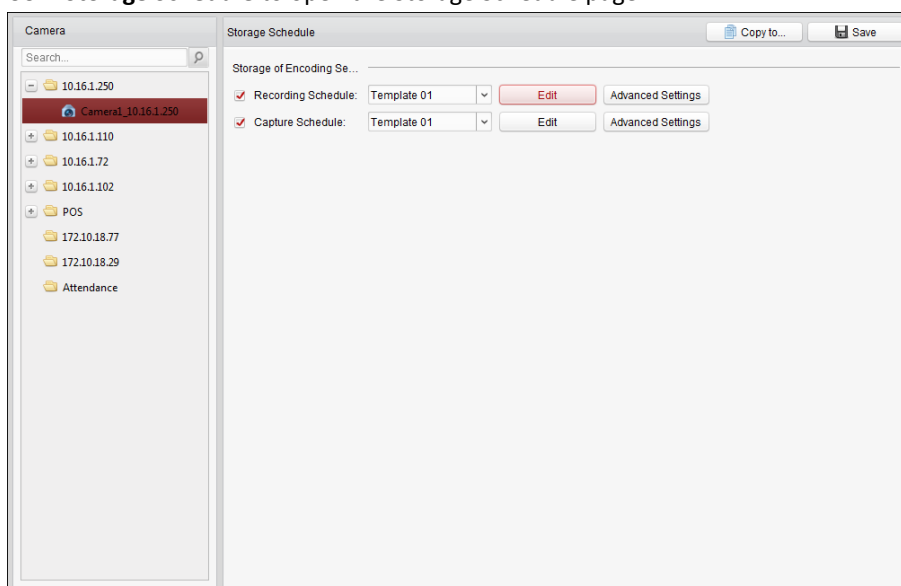 Camera
Search...
10.16.1.250
Camera1_10.16.1.250
10.16.1.110
10.16.1.72
10.16.1.102
POS
172.10.18.77
172.10.18.29
Attendance
Storage Schedule Copy to... Save
Storage of Encoding Se...
Recording Schedule: Template 01 Edit Advanced Settings
Capture Schedule: Template 01 Edit Advanced Settings